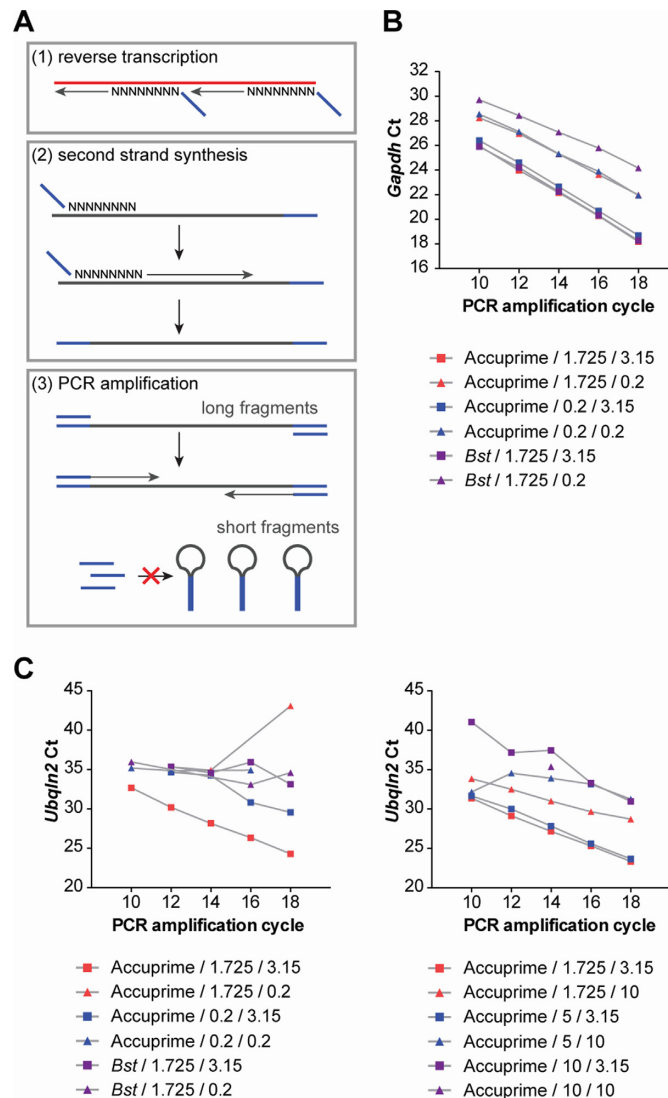 A
(1) reverse transcription
NNNNNNNN NNNNNNNN
(2) second strand synthesis
NNNNNNNN
NNNNNNNN
(3) PCR amplification
long fragments
short fragments
B
Gapdh Ct
32
30
28
26
24
22
20
18
16
10 12 14 16 18
PCR amplification cycle
Accuprime / 1.725 / 3.15
Accuprime / 1.725 / 0.2
Accuprime / 0.2 / 3.15
Accuprime / 0.2 / 0.2
Bst / 1.725 / 3.15
Bst / 1.725 / 0.2
C
Ubqln2 Ct
45
40
35
30
25
20
10 12 14 16 18
PCR amplification cycle
Accuprime / 1.725 / 3.15
Accuprime / 1.725 / 0.2
Accuprime / 0.2 / 3.15
Accuprime / 0.2 / 0.2
Bst / 1.725 / 3.15
Bst / 1.725 / 0.2
Ubqln2 Ct
45
40
35
30
25
20
10 12 14 16 18
PCR amplification cycle
Accuprime / 1.725 / 3.15
Accuprime / 1.725 / 10
Accuprime / 5 / 3.15
Accuprime / 5 / 10
Accuprime / 10 / 3.15
Accuprime / 10 / 10